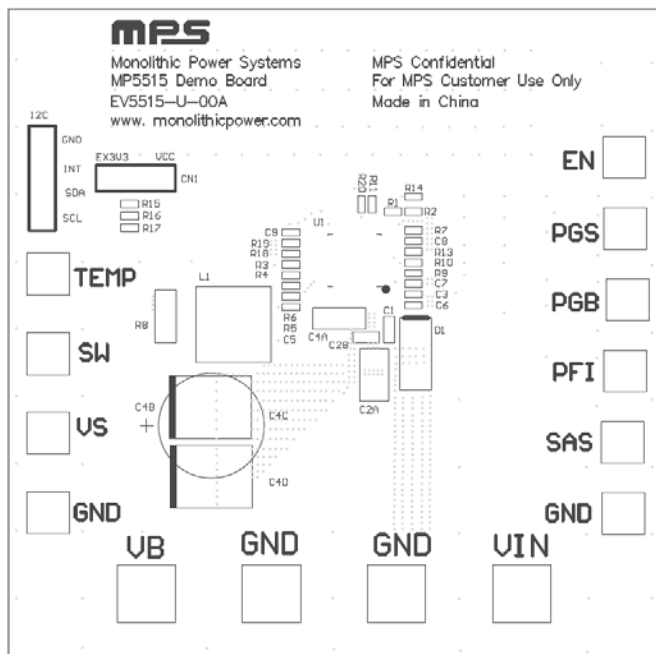 MPS
Monolithic Power Systems
MP5515 Demo Board
EV5515-U-00A
www. monolithicpower.com
MPS Confidential
For MPS Customer Use Only
Made in China
I2C
GND
INT
SDA
SCL
EX3V3 VCC
CN1
R15
R16
R17
TEMP
SW
VS
GND
EN
PGS
PGB
PFI
SAS
GND
R20
R11
R14
R1
R2
U1
C9
R19
R18
R3
R4
R6
R5
C5
R7
C8
R13
R10
R9
C7
C3
C6
L1
R8
C4A
C1
C2B
D1
C2A
C4B
+
C4C
C4D
VB
GND
GND
VIN